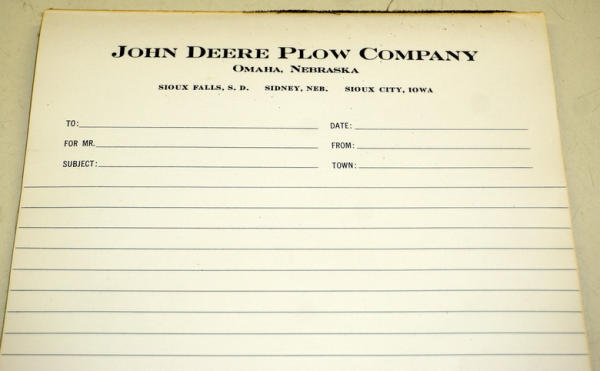 JOHN DEERE PLOW COMPANY
OMAHA, NEBRASKA
SIOUX FALLS, S. D. SIDNEY, NEB. SIOUX CITY, IOWA
TO: DATE:
FOR MR. FROM:
SUBJECT: TOWN: